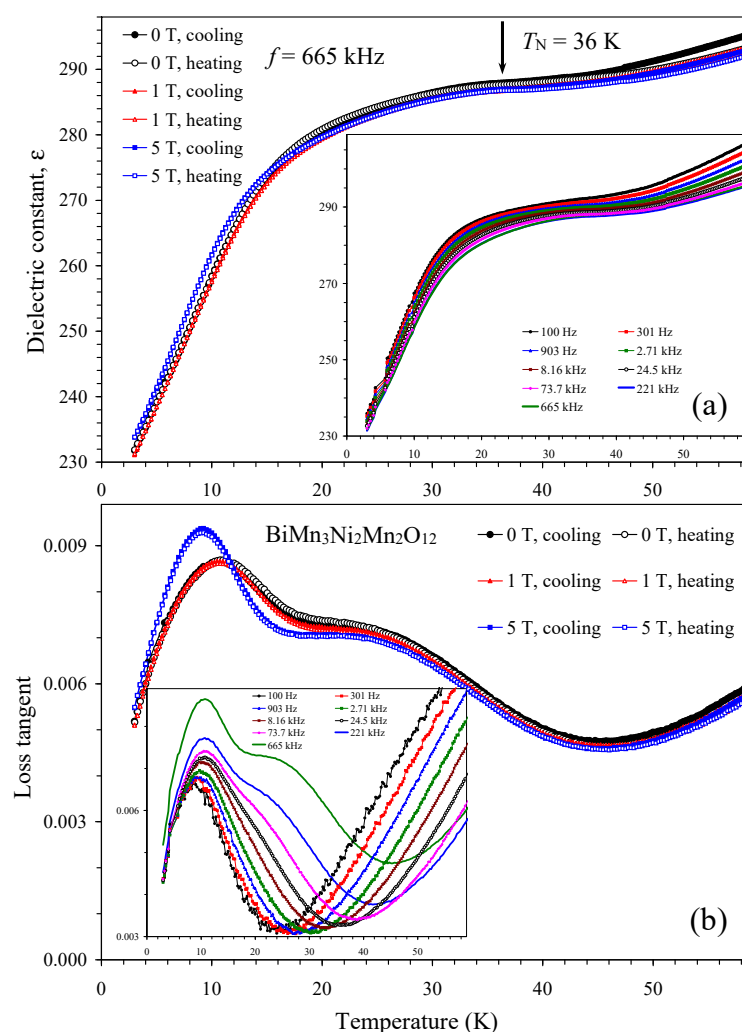 0 T, cooling
0 T, heating
1 T, cooling
1 T, heating
5 T, cooling
5 T, heating
f = 665 kHz
T_N = 36 K
Dielectric constant, ε
290
280
270
260
250
240
230
0 10 20 30 40 50
310
290
270
250
230
0 10 20 30 40 50
100 Hz 301 Hz
903 Hz 2.71 kHz
8.16 kHz 24.5 kHz
73.7 kHz 221 kHz
665 kHz
(a)
BiMn₃Ni₂Mn₂O₁₂
0 T, cooling 0 T, heating
1 T, cooling 1 T, heating
5 T, cooling 5 T, heating
Loss tangent
0.009
0.006
0.003
0.000
100 Hz 301 Hz
903 Hz 2.71 kHz
8.16 kHz 24.5 kHz
73.7 kHz 221 kHz
665 kHz
0.006
0.003
0 10 20 30 40 50
(b)
0 10 20 30 40 50
Temperature (K)